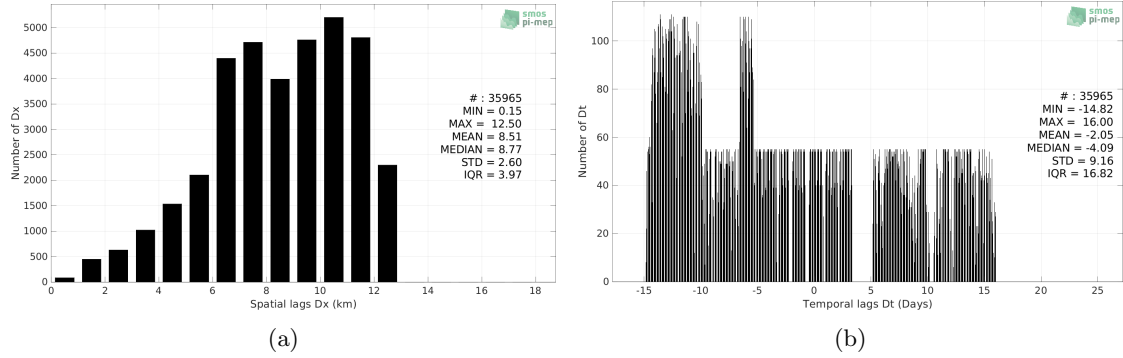 smos
pi-mep
Number of Dx
5000
4500
4000
3500
3000
2500
2000
1500
1000
500
0
# : 35965
MIN = 0.15
MAX = 12.50
MEAN = 8.51
MEDIAN = 8.77
STD = 2.60
IQR = 3.97
0 2 4 6 8 10 12 14 16 18
Spatial lags Dx (km)
(a)
smos
pi-mep
Number of Dt
100
80
60
40
20
0
# : 35965
MIN = -14.82
MAX = 16.00
MEAN = -2.05
MEDIAN = -4.09
STD = 9.16
IQR = 16.82
-15 -10 -5 0 5 10 15 20 25
Temporal lags Dt (Days)
(b)